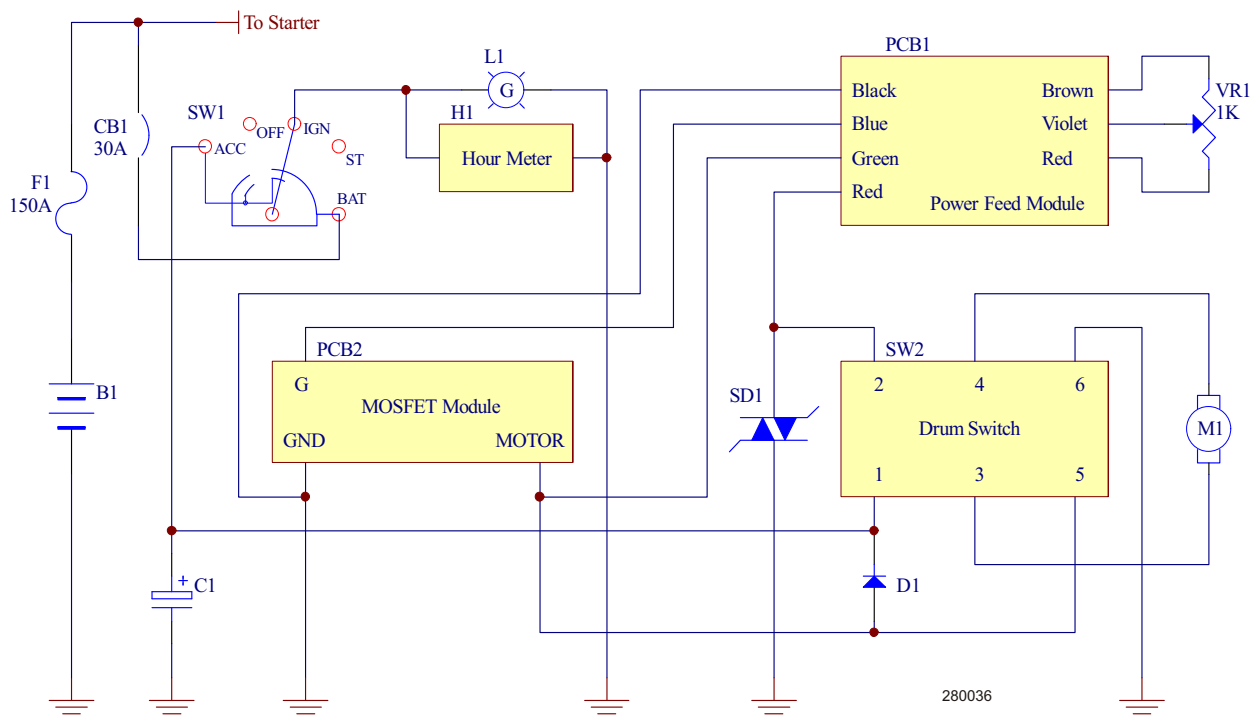 To Starter
L1
G
H1
Hour Meter
SW1
OFF
IGN
ACC
ST
BAT
CB1
30A
F1
150A
B1
PCB1
Black
Blue
Green
Red
Brown
Violet
Red
Power Feed Module
VR1
1K
PCB2
G
MOSFET Module
GND
MOTOR
SD1
SW2
2
4
6
Drum Switch
1
3
5
M1
+
C1
D1
280036